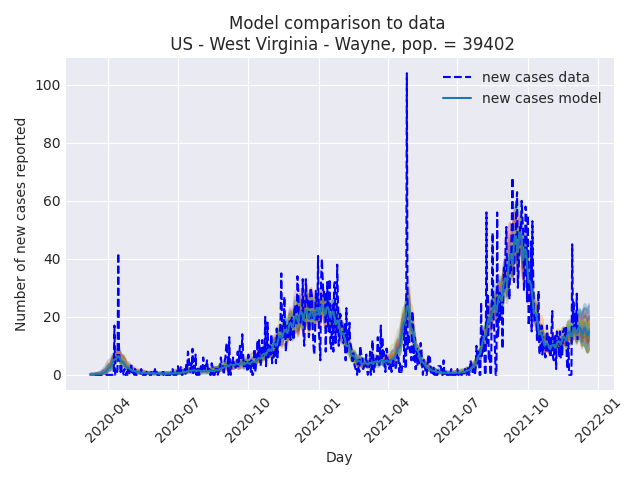 Model comparison to data
US - West Virginia - Wayne, pop. = 39402
new cases data
new cases model
Number of new cases reported
100
80
60
40
20
0
2020-04
2020-07
2020-10
2021-01
2021-04
2021-07
2021-10
2022-01
Day